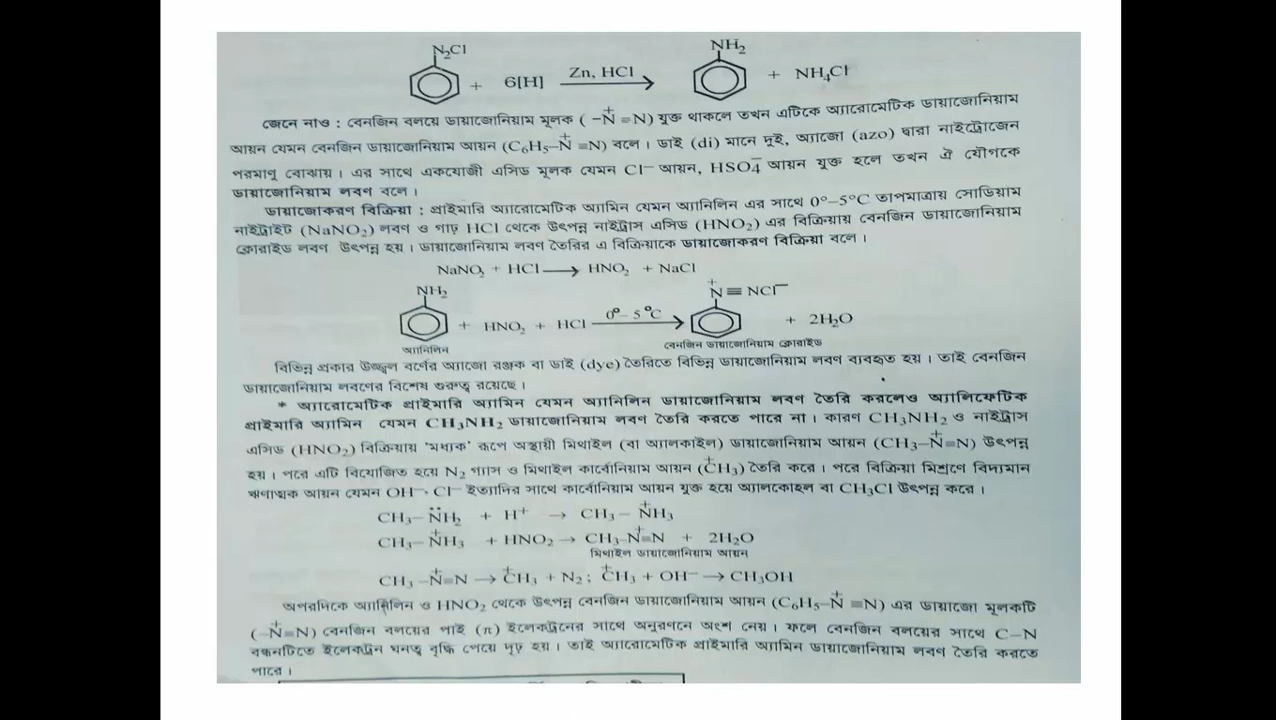 N₂Cl
+ 6[H] Zn, HCl ⟶ NH₂ + NH₄Cl
জেনে নাও : বেনজিন বলয়ে ডায়াজোনিয়াম মূলক ( –N⁺≡N) যুক্ত থাকলে তখন এটিকে অ্যারোমেটিক ডায়াজোনিয়াম
আয়ন যেমন বেনজিন ডায়াজোনিয়াম আয়ন (C₆H₅–N⁺≡N) বলে। ডাই (di) মানে দুই, অ্যাজো (azo) দ্বারা নাইট্রোজেন
পরমাণু বোঝায়। এর সাথে একযোজী এসিড মূলক যেমন Cl⁻ আয়ন, HSO₄⁻ আয়ন যুক্ত হলে তখন ঐ যৌগকে
ডায়াজোনিয়াম লবণ বলে।
ডায়াজোকরণ বিক্রিয়া : প্রাইমারি অ্যারোমেটিক অ্যামিন যেমন অ্যানিলিন এর সাথে 0°–5°C তাপমাত্রায় সোডিয়াম
নাইট্রাইট (NaNO₂) লবণ ও গাঢ় HCl থেকে উৎপন্ন নাইট্রাস এসিড (HNO₂) এর বিক্রিয়ায় বেনজিন ডায়াজোনিয়াম
ক্লোরাইড লবণ উৎপন্ন হয়। ডায়াজোনিয়াম লবণ তৈরির এ বিক্রিয়াকে ডায়াজোকরণ বিক্রিয়া বলে।
NaNO₂ + HCl ⟶ HNO₂ + NaCl
NH₂ + HNO₂ + HCl 0°– 5°C ⟶ N⁺≡NCl⁻ + 2H₂O
অ্যানিলিন বেনজিন ডায়াজোনিয়াম ক্লোরাইড
বিভিন্ন প্রকার উজ্জ্বল বর্ণের অ্যাজো রঞ্জক বা ডাই (dye) তৈরিতে বিভিন্ন ডায়াজোনিয়াম লবণ ব্যবহৃত হয়। তাই বেনজিন
ডায়াজোনিয়াম লবণের বিশেষ গুরুত্ব রয়েছে।
* অ্যারোমেটিক প্রাইমারি অ্যামিন যেমন অ্যানিলিন ডায়াজোনিয়াম লবণ তৈরি করলেও অ্যালিফেটিক
প্রাইমারি অ্যামিন যেমন CH₃NH₂ ডায়াজোনিয়াম লবণ তৈরি করতে পারে না। কারণ CH₃NH₂ ও নাইট্রাস
এসিড (HNO₂) বিক্রিয়ায় ‘মধ্যক’ রূপে অস্থায়ী মিথাইল (বা অ্যালকাইল) ডায়াজোনিয়াম আয়ন (CH₃–N⁺≡N) উৎপন্ন
হয়। পরে এটি বিযোজিত হয়ে N₂ গ্যাস ও মিথাইল কার্বোনিয়াম আয়ন (C⁺H₃) তৈরি করে। পরে বিক্রিয়া মিশ্রণে বিদ্যমান
ঋণাত্মক আয়ন যেমন OH⁻, Cl⁻ ইত্যাদির সাথে কার্বোনিয়াম আয়ন যুক্ত হয়ে অ্যালকোহল বা CH₃Cl উৎপন্ন করে।
CH₃– N̈H₂ + H⁺ → CH₃ – N⁺H₃
CH₃– N⁺H₃ + HNO₂ → CH₃-N⁺≡N + 2H₂O
মিথাইল ডায়াজোনিয়াম আয়ন
CH₃ –N⁺≡N → C⁺H₃ + N₂ ; C⁺H₃ + OH⁻ → CH₃OH
অপরদিকে অ্যানিলিন ও HNO₂ থেকে উৎপন্ন বেনজিন ডায়াজোনিয়াম আয়ন (C₆H₅–N⁺≡N) এর ডায়াজো মূলকটি
(–N⁺≡N) বেনজিন বলয়ের পাই (π) ইলেকট্রনের সাথে অনুরণনে অংশ নেয়। ফলে বেনজিন বলয়ের সাথে C–N
বন্ধনটিতে ইলেকট্রন ঘনত্ব বৃদ্ধি পেয়ে দৃঢ় হয়। তাই অ্যারোমেটিক প্রাইমারি অ্যামিন ডায়াজোনিয়াম লবণ তৈরি করতে
পারে।